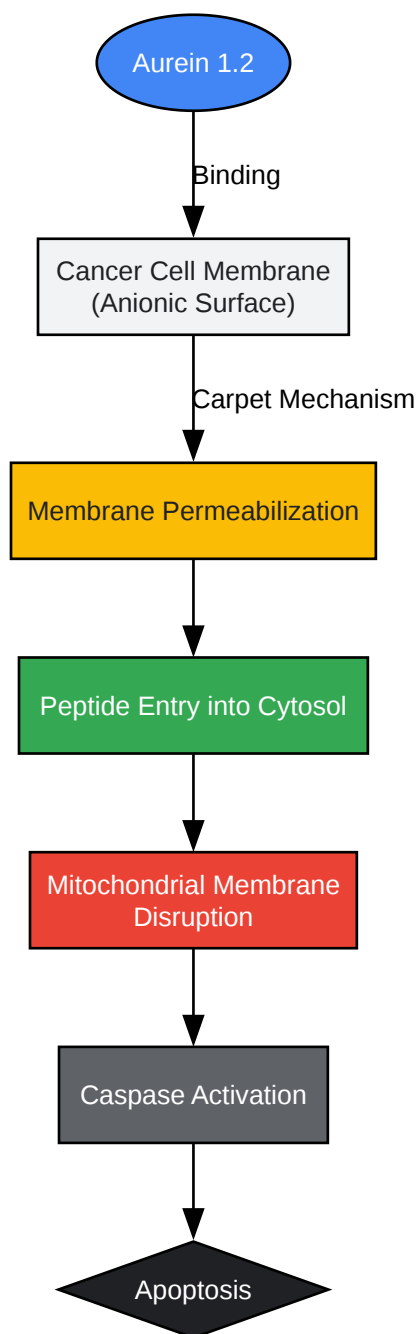 Aurein 1.2
Binding
Cancer Cell Membrane
(Anionic Surface)
Carpet Mechanism
Membrane Permeabilization
Peptide Entry into Cytosol
Mitochondrial Membrane
Disruption
Caspase Activation
Apoptosis